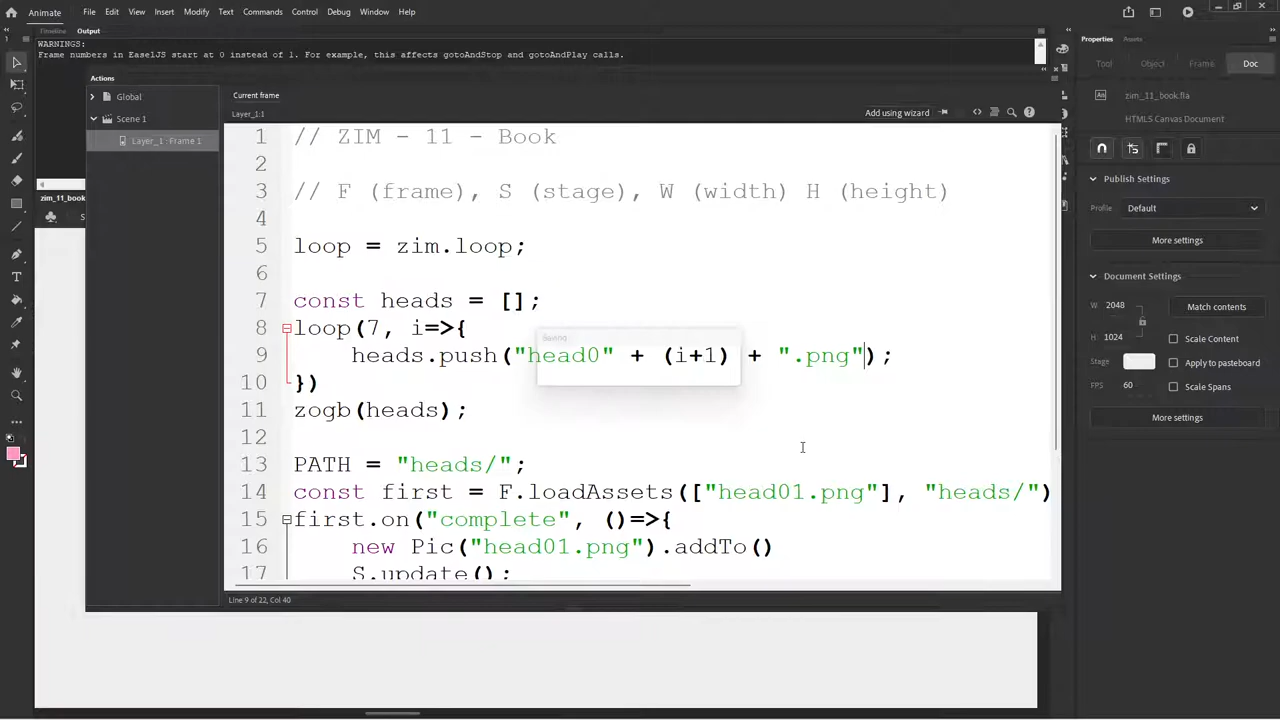 Animate File Edit View Insert Modify Text Commands Control Debug Window Help
Timeline Output
WARNINGS:
Frame numbers in EaselJS start at 0 instead of 1. For example, this affects gotoAndStop and gotoAndPlay calls.
Actions
Global
Scene 1
Layer_1 : Frame 1
Current frame
Layer_1:1
Add using wizard
1 // ZIM - 11 - Book
2
3 // F (frame), S (stage), W (width) H (height)
4
5 loop = zim.loop;
6
7 const heads = [];
8 loop(7, i=>{
9 heads.push("head0" + (i+1) + ".png");
10 })
11 zogb(heads);
12
13 PATH = "heads/";
14 const first = F.loadAssets(["head01.png"], "heads/")
15 first.on("complete", ()=>{
16 new Pic("head01.png").addTo()
17 S.update();
Saving
Line 9 of 22, Col 40
zim_11_book
Properties Assets
Tool Object Frame Doc
zim_11_book.fla
HTML5 Canvas Document
Publish Settings
Profile Default
More settings
Document Settings
W 2048
Match contents
H 1024
Scale Content
Stage
Apply to pasteboard
FPS 60
Scale Spans
More settings